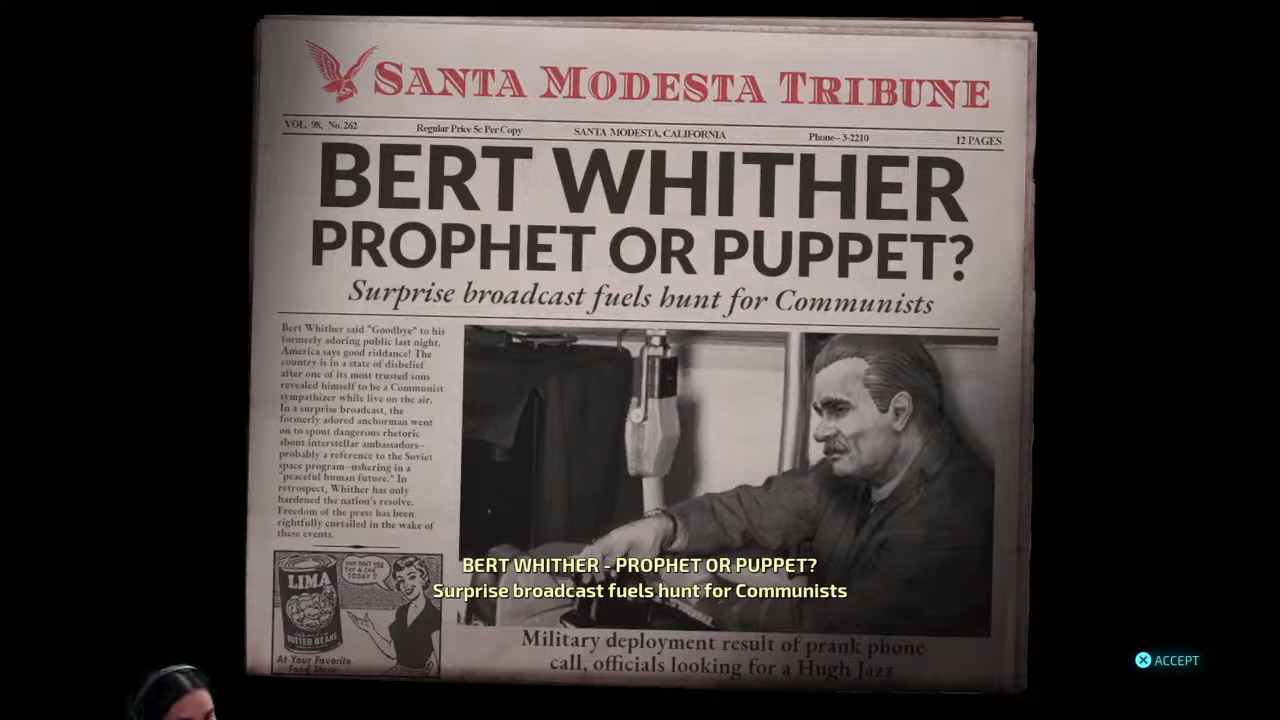 SANTA MODESTA TRIBUNE
VOL. 98, No. 262 Regular Price 5c Per Copy SANTA MODESTA, CALIFORNIA Phone—3-2210 12 PAGES
BERT WHITHER
PROPHET OR PUPPET?
Surprise broadcast fuels hunt for Communists
Bert Whither said "Goodbye" to his
formerly adoring public last night.
America says good riddance! The
country is in a state of disbelief
after one of its most trusted sons
revealed himself to be a Communist
sympathizer while live on the air.
In a surprise broadcast, the
formerly adored anchorman went
on to spout dangerous rhetoric
about interstellar ambassadors—
probably a reference to the Soviet
space program—ushering in a
"peaceful human future." In
retrospect, Whither has only
hardened the nation's resolve.
Freedom of the press has been
rightfully curtailed in the wake of
these events.
WHY DON'T YOU
TRY A CAN
TODAY?
LIMA
BUTTER BEANS
At Your Favorite
Food Store
BERT WHITHER - PROPHET OR PUPPET?
Surprise broadcast fuels hunt for Communists
Military deployment result of prank phone
call, officials looking for a Hugh Jazz
ACCEPT